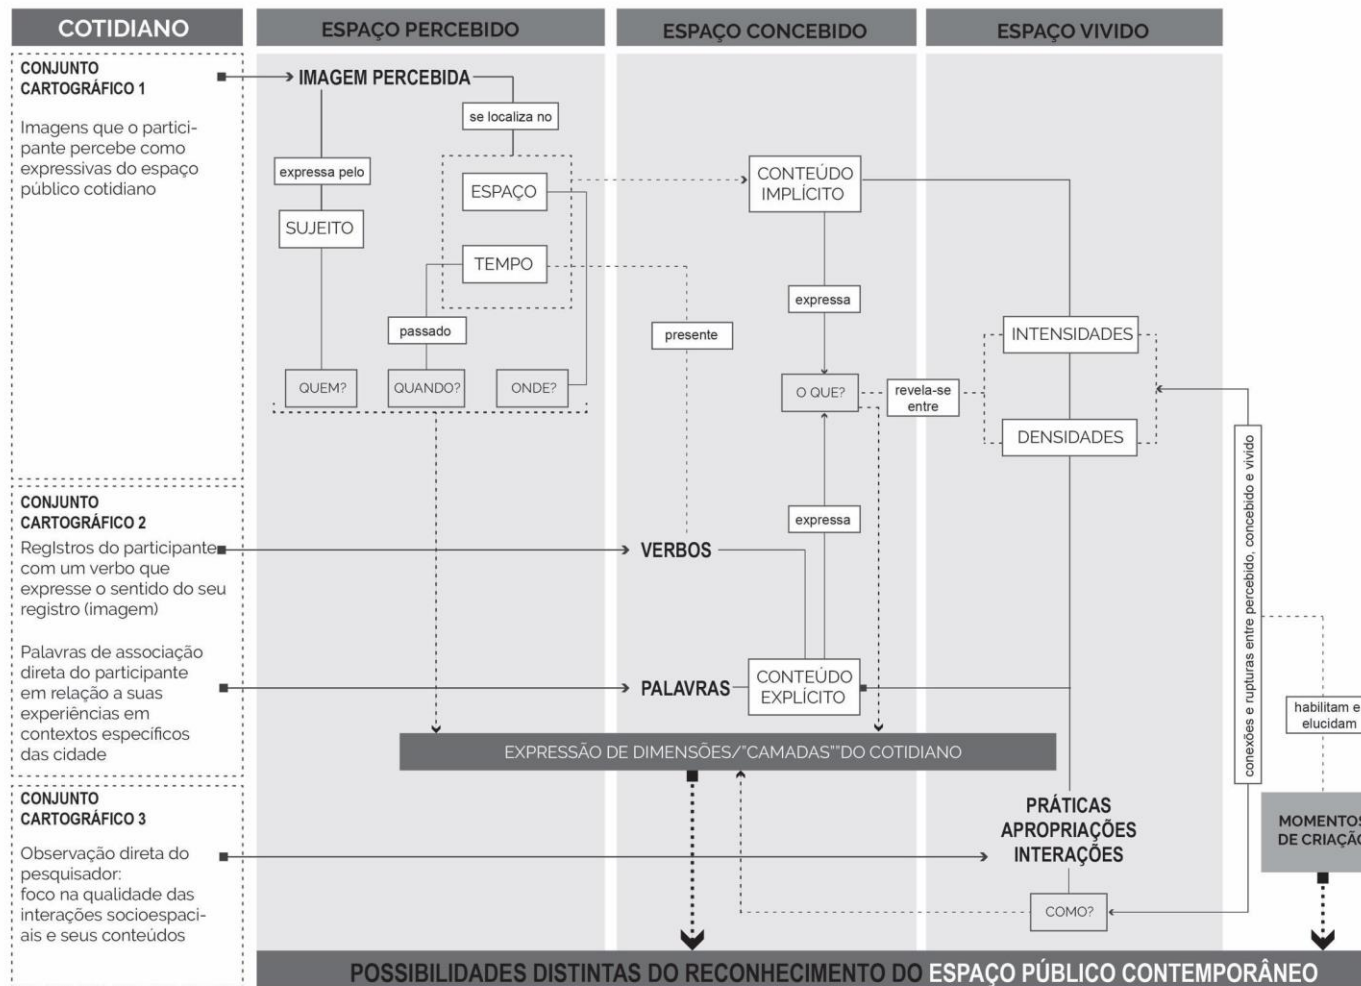 COTIDIANO
ESPAÇO PERCEBIDO
ESPAÇO CONCEBIDO
ESPAÇO VIVIDO
CONJUNTO
CARTOGRÁFICO 1
Imagens que o partici-
pante percebe como
expressivas do espaço
público cotidiano
IMAGEM PERCEBIDA
se localiza no
expressa pelo
ESPAÇO
SUJEITO
TEMPO
passado
presente
QUEM?
QUANDO?
ONDE?
CONTEÚDO
IMPLÍCITO
expressa
O QUE?
revela-se
entre
INTENSIDADES
DENSIDADES
CONJUNTO
CARTOGRÁFICO 2
RegIstros do participante
com um verbo que
expresse o sentido do seu
registro (imagem)
Palavras de associação
direta do participante
em relação a suas
experiências em
contextos específicos
das cidade
expressa
VERBOS
PALAVRAS
CONTEÚDO
EXPLÍCITO
conexões e rupturas entre percebido, concebido e vivido
habilitam e
elucidam
EXPRESSÃO DE DIMENSÕES/"CAMADAS""DO COTIDIANO
CONJUNTO
CARTOGRÁFICO 3
Observação direta do
pesquisador:
foco na qualidade das
interações socioespaci-
ais e seus conteúdos
PRÁTICAS
APROPRIAÇÕES
INTERAÇÕES
COMO?
MOMENTOS
DE CRIAÇÃO
POSSIBILIDADES DISTINTAS DO RECONHECIMENTO DO ESPAÇO PÚBLICO CONTEMPORÂNEO